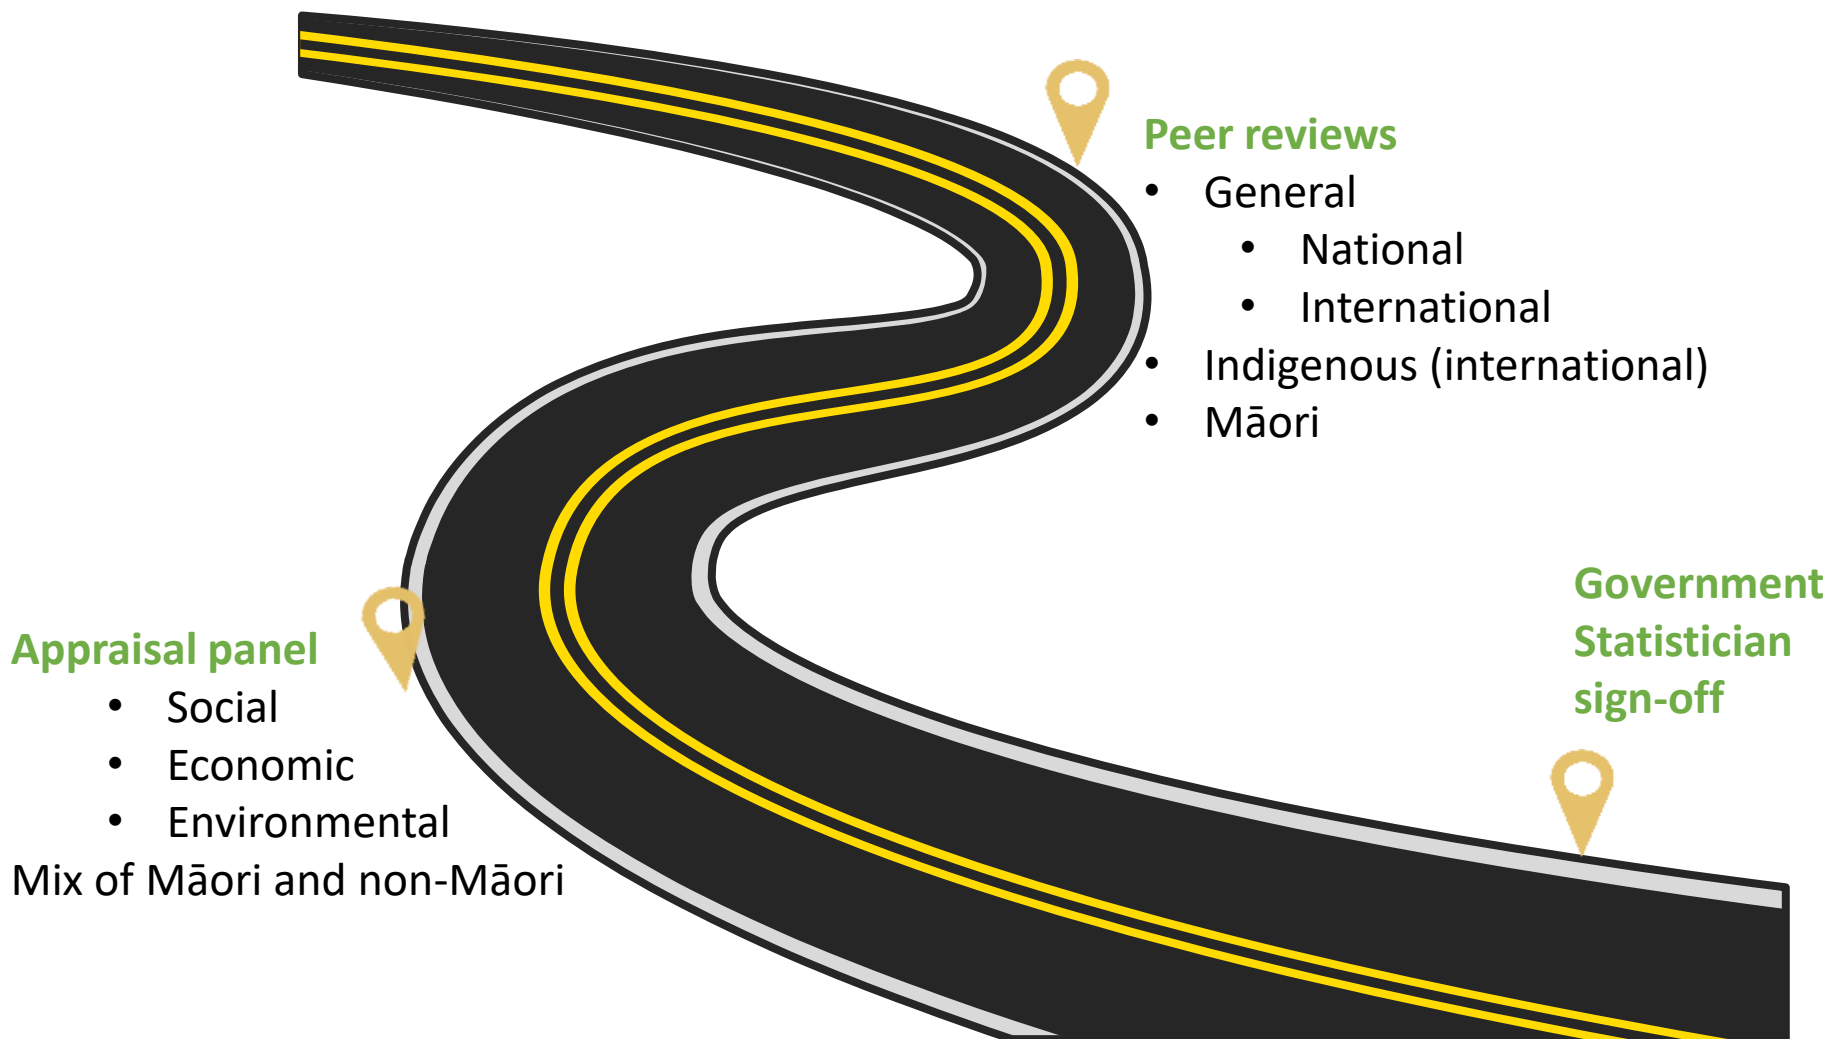 Peer reviews
• General
• National
• International
• Indigenous (international)
• Māori
Appraisal panel
• Social
• Economic
• Environmental
Mix of Māori and non-Māori
Government
Statistician
sign-off